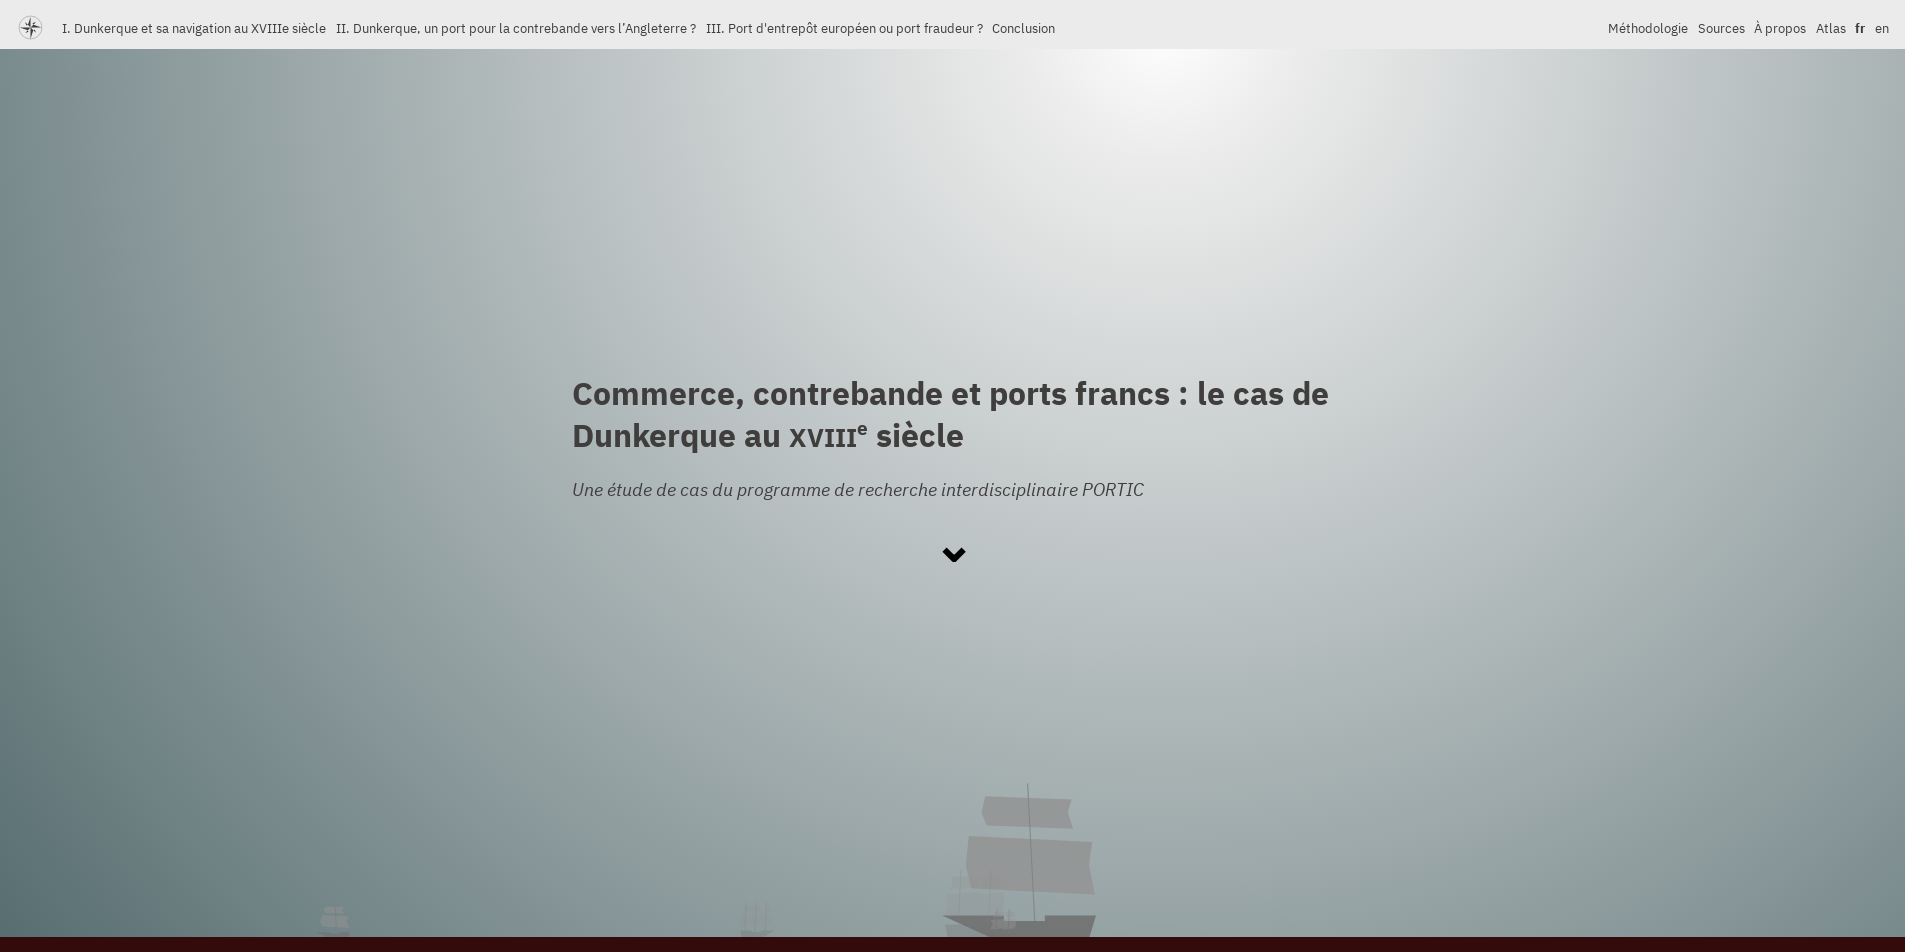 I. Dunkerque et sa navigation au XVIIIe siècle II. Dunkerque, un port pour la contrebande vers l’Angleterre ? III. Port d'entrepôt européen ou port fraudeur ? Conclusion Méthodologie Sources À propos Atlas fr en
Commerce, contrebande et ports francs : le cas de
Dunkerque au XVIIIe siècle
Une étude de cas du programme de recherche interdisciplinaire PORTIC